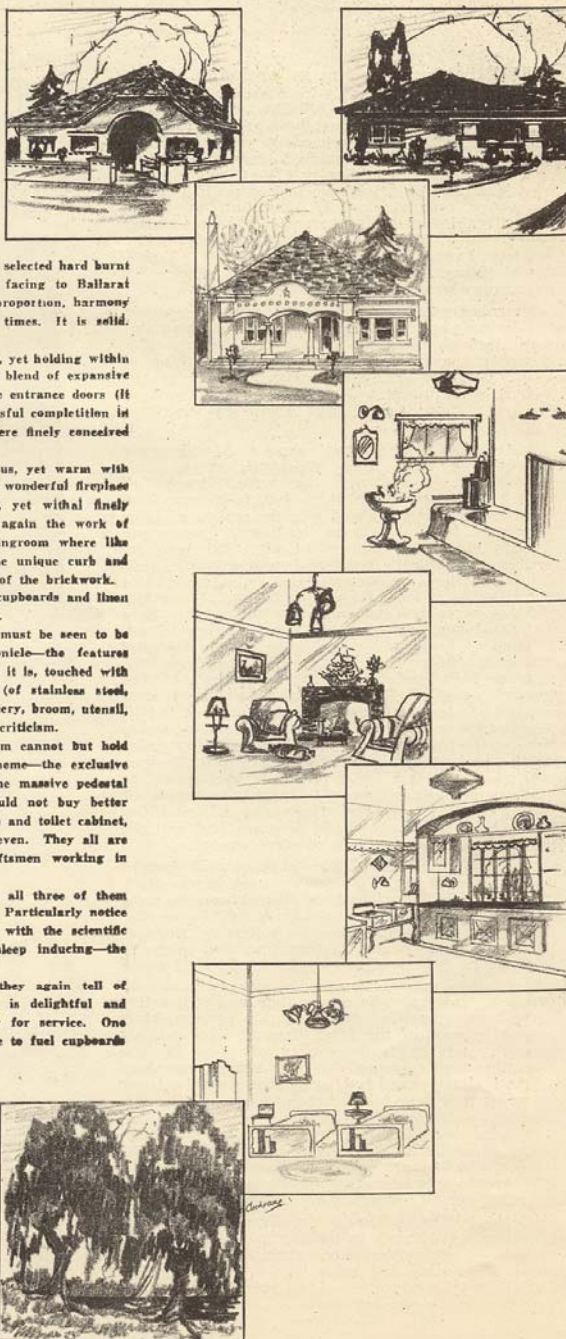 selected hard burnt
facing to Ballarat
proportion, harmony
times. It is solid.
, yet holding within
blend of expansive
e entrance doors (it
sful completition in
ere finely conceived
us, yet warm with
wonderful fireplace
, yet withal finely
again the work of
ingroom where like
e unique curb and
of the brickwork.
cupboards and linen
.
must be seen to be
nicle—the features
it is, touched with
(of stainless steel,
ery, broom, utensil,
criticism.
m cannot but hold
heme—the exclusive
he massive pedestal
uld not buy better
and toilet cabinet,
even. They all are
ftsmen working in
all three of them
Particularly notice
with the scientific
sleep inducing—the
they again tell of
is delightful and
for service. One
e to fuel cupboards
Cochrane